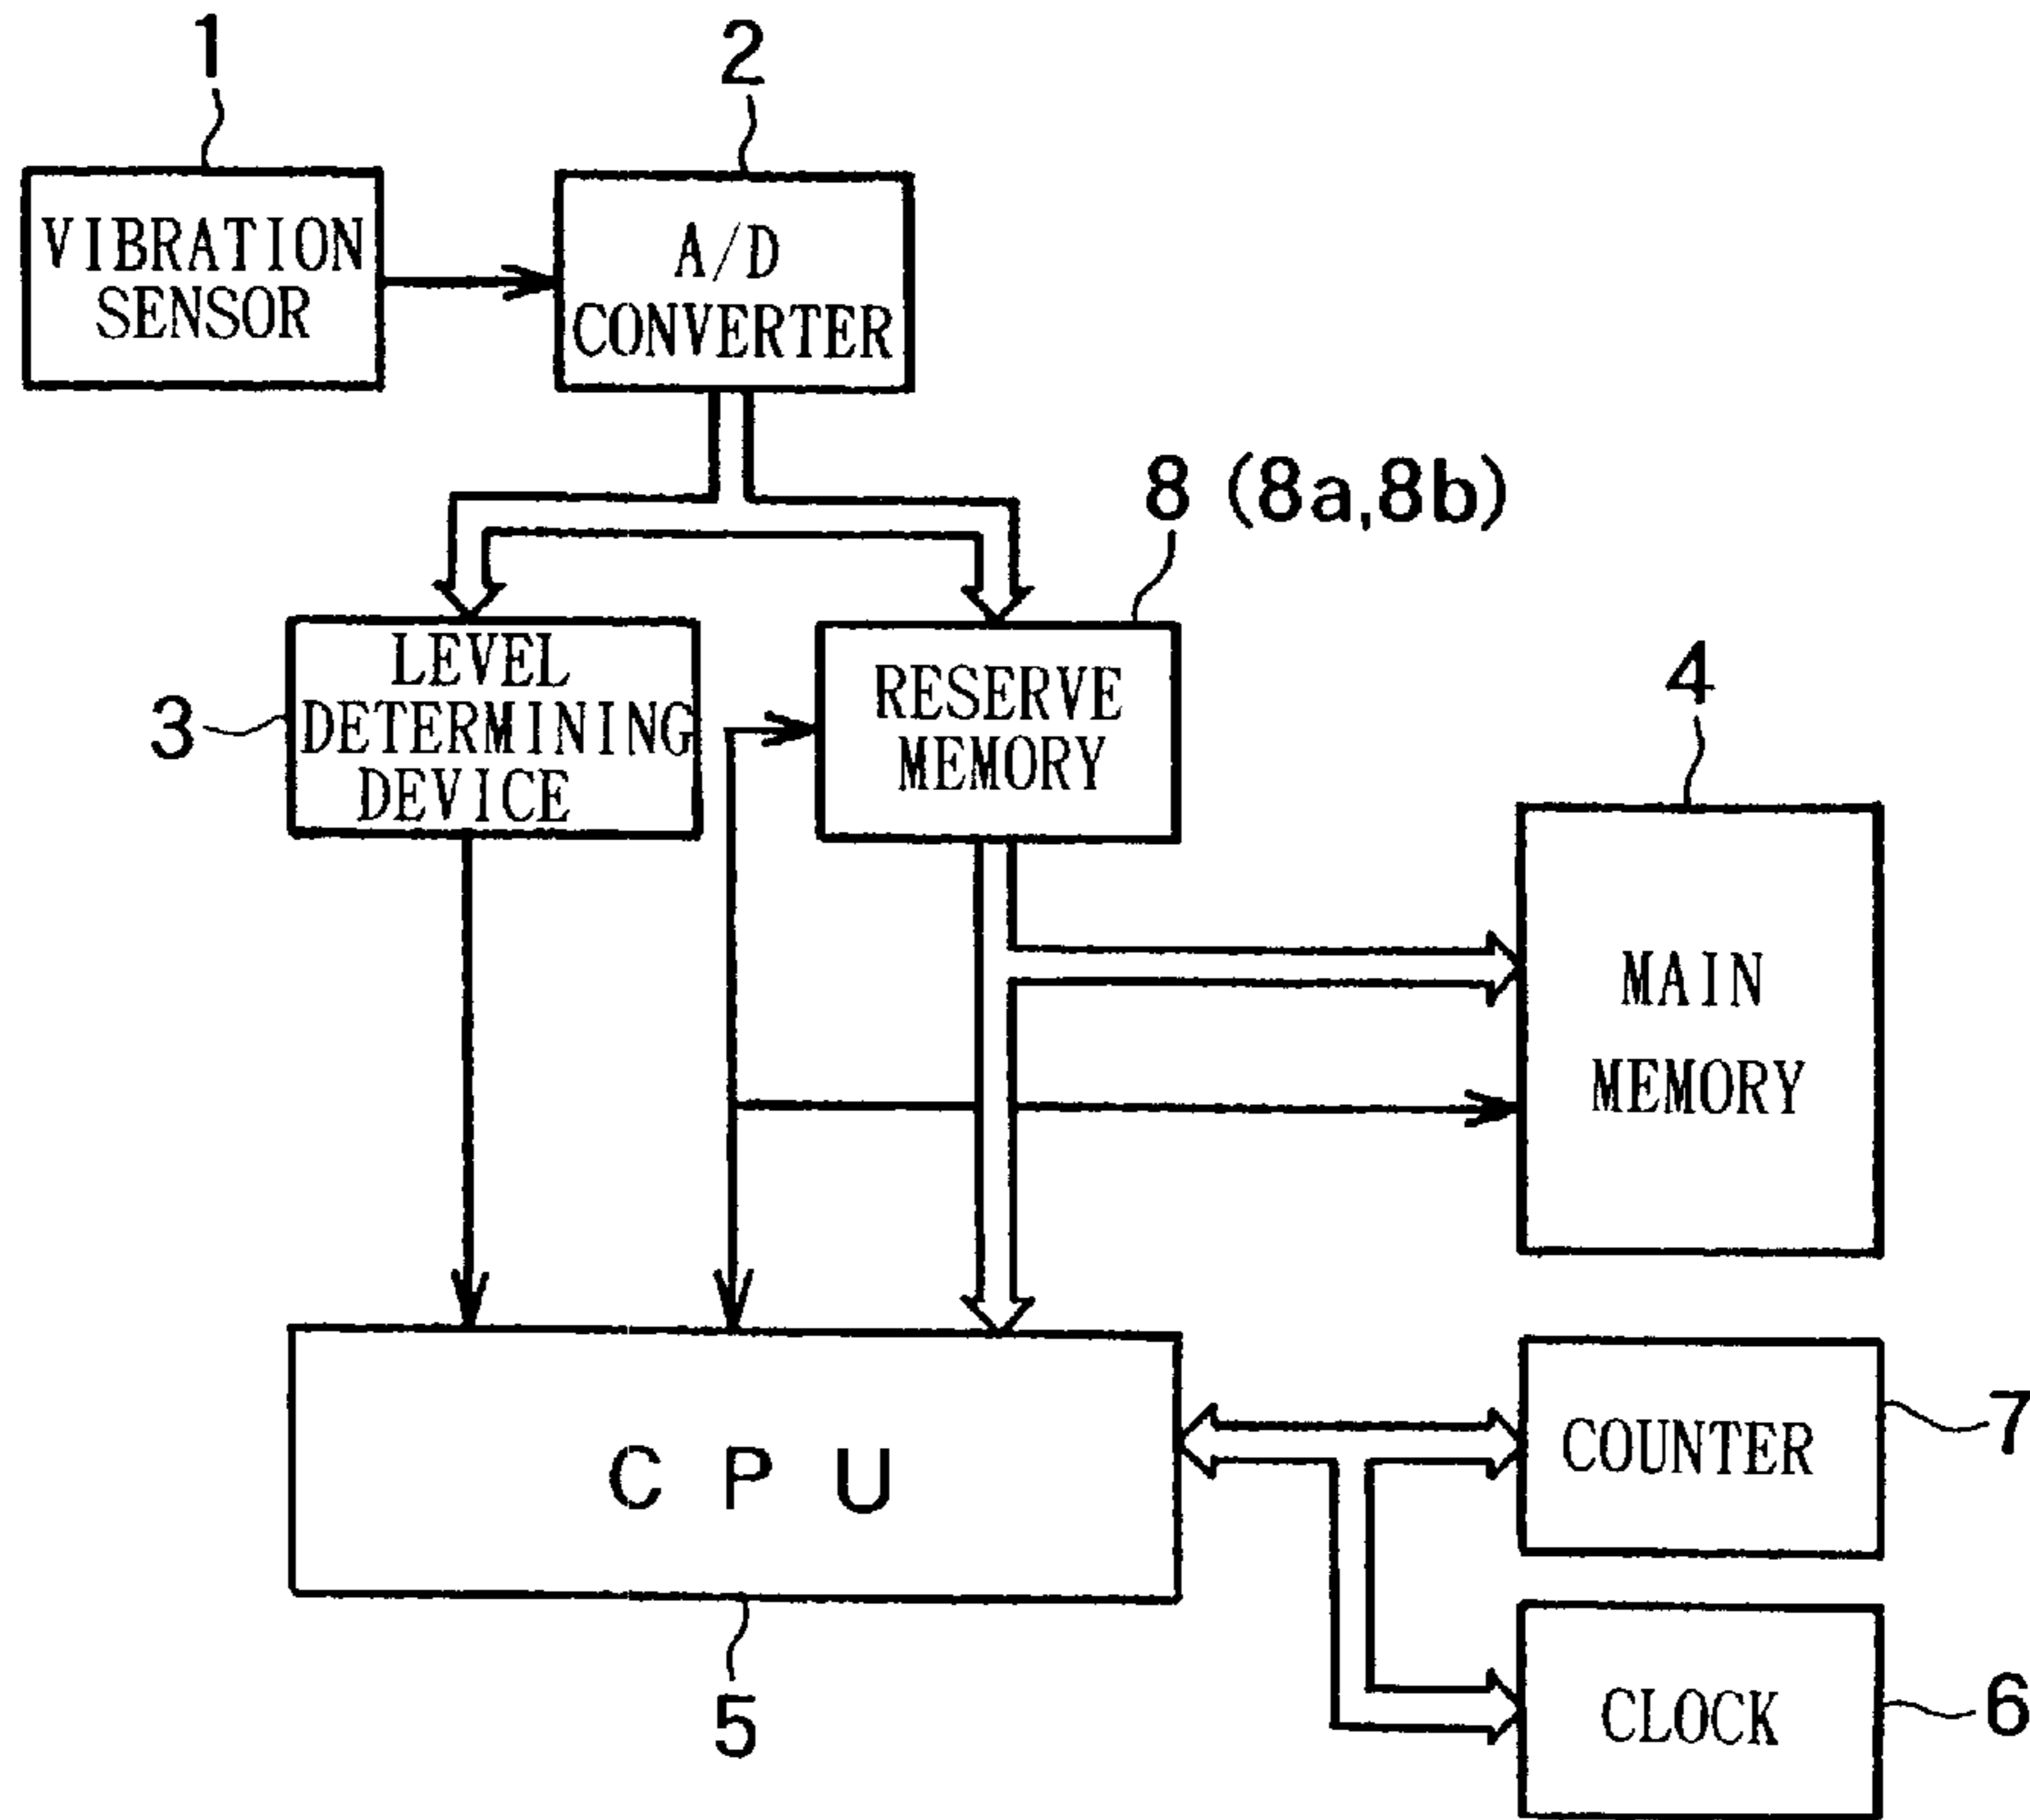 1
2
VIBRATION
SENSOR
A/D
CONVERTER
8 (8a,8b)
3
LEVEL
DETERMINING
DEVICE
RESERVE
MEMORY
4
MAIN
MEMORY
C P U
COUNTER
7
5
CLOCK
6